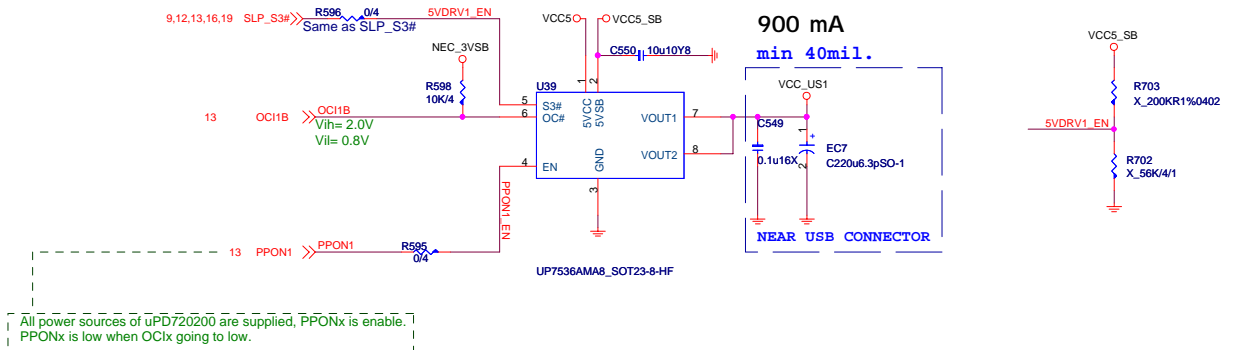 9,12,13,16,19 SLP_S3# R596 0/4 5VDRV1_EN
Same as SLP_S3#
VCC5 VCC5_SB
C550 10u10Y8
900 mA
min 40mil.
NEC_3VSB
R598
10K/4
13 OCI1B OCI1B
Vih= 2.0V
Vil= 0.8V
U39
5 S3#
6 OC#
4 EN
1 5VCC
2 5VSB
GND 3
VOUT1 7
VOUT2 8
PPON1_EN
13 PPON1 PPON1 R595
0/4
UP7536AMA8_SOT23-8-HF
VCC_US1
C549
0.1u16X
1 +
2
EC7
C220u6.3pSO-1
NEAR USB CONNECTOR
VCC5_SB
R703
X_200KR1%0402
5VDRV1_EN
R702
X_56K/4/1
All power sources of uPD720200 are supplied, PPONx is enable.
PPONx is low when OCIx going to low.